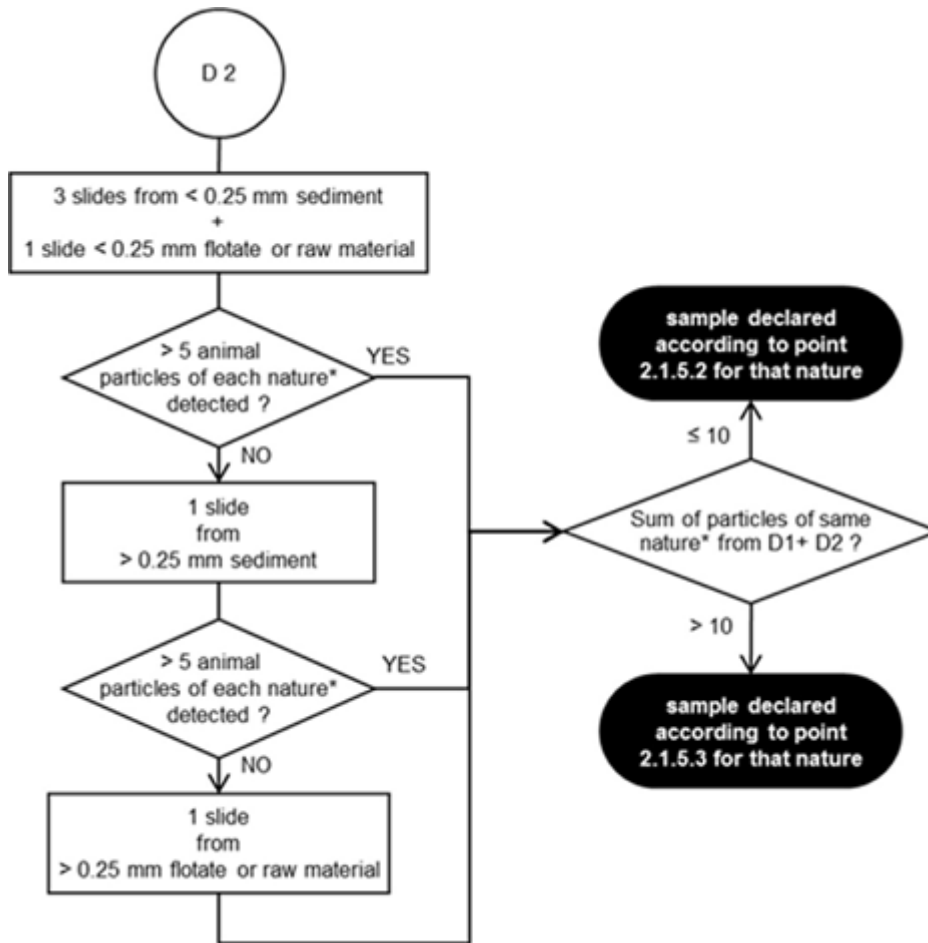 D 2
3 slides from < 0.25 mm sediment
+
1 slide < 0.25 mm flotate or raw material
> 5 animal
particles of each nature*
detected ?
YES
NO
1 slide
from
> 0.25 mm sediment
> 5 animal
particles of each nature*
detected ?
YES
NO
1 slide
from
> 0.25 mm flotate or raw material
sample declared
according to point
2.1.5.2 for that nature
≤ 10
Sum of particles of same
nature* from D1+ D2 ?
> 10
sample declared
according to point
2.1.5.3 for that nature